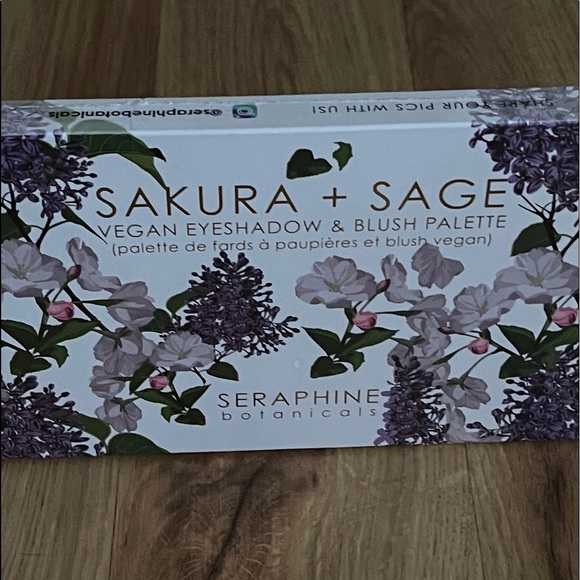 @seraphinebotanicals SHARE YOUR PICS WITH US!
SAKURA + SAGE
VEGAN EYESHADOW & BLUSH PALETTE
(palette de fards à paupières et blush vegan)
SERAPHINE
botanicals